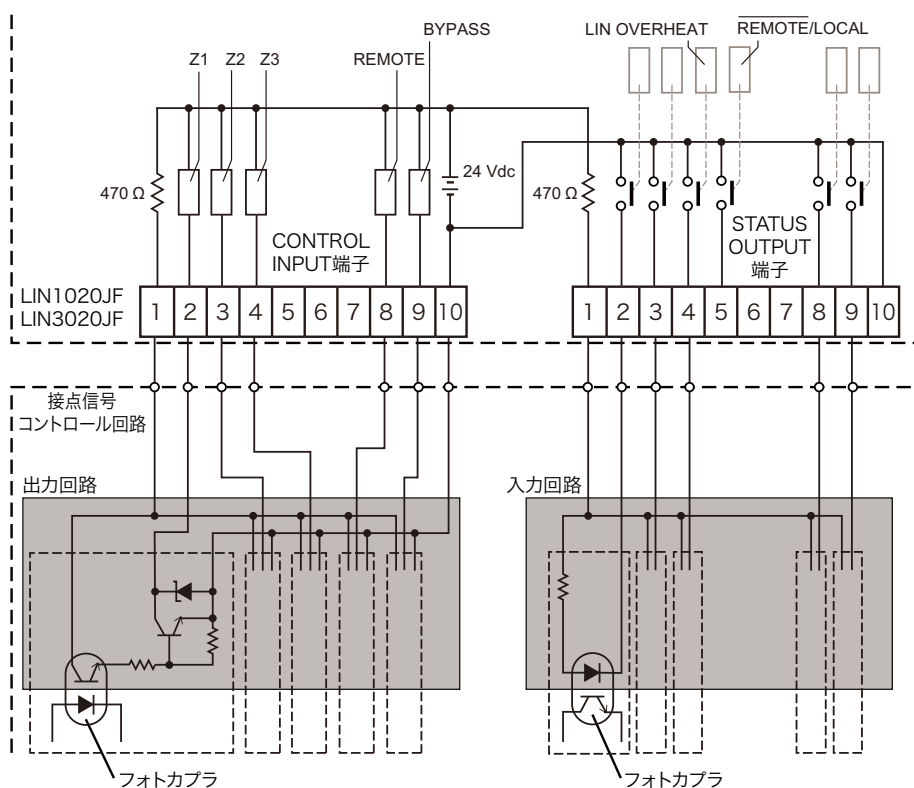 BYPASS
LIN OVERHEAT
REMOTE/LOCAL
Z1
Z2
Z3
REMOTE
24 Vdc
470 Ω
470 Ω
CONTROL
INPUT端子
STATUS
OUTPUT
端子
LIN1020JF
LIN3020JF
1 2 3 4 5 6 7 8 9 10
1 2 3 4 5 6 7 8 9 10
接点信号
コントロール回路
出力回路
入力回路
フォトカプラ
フォトカプラ